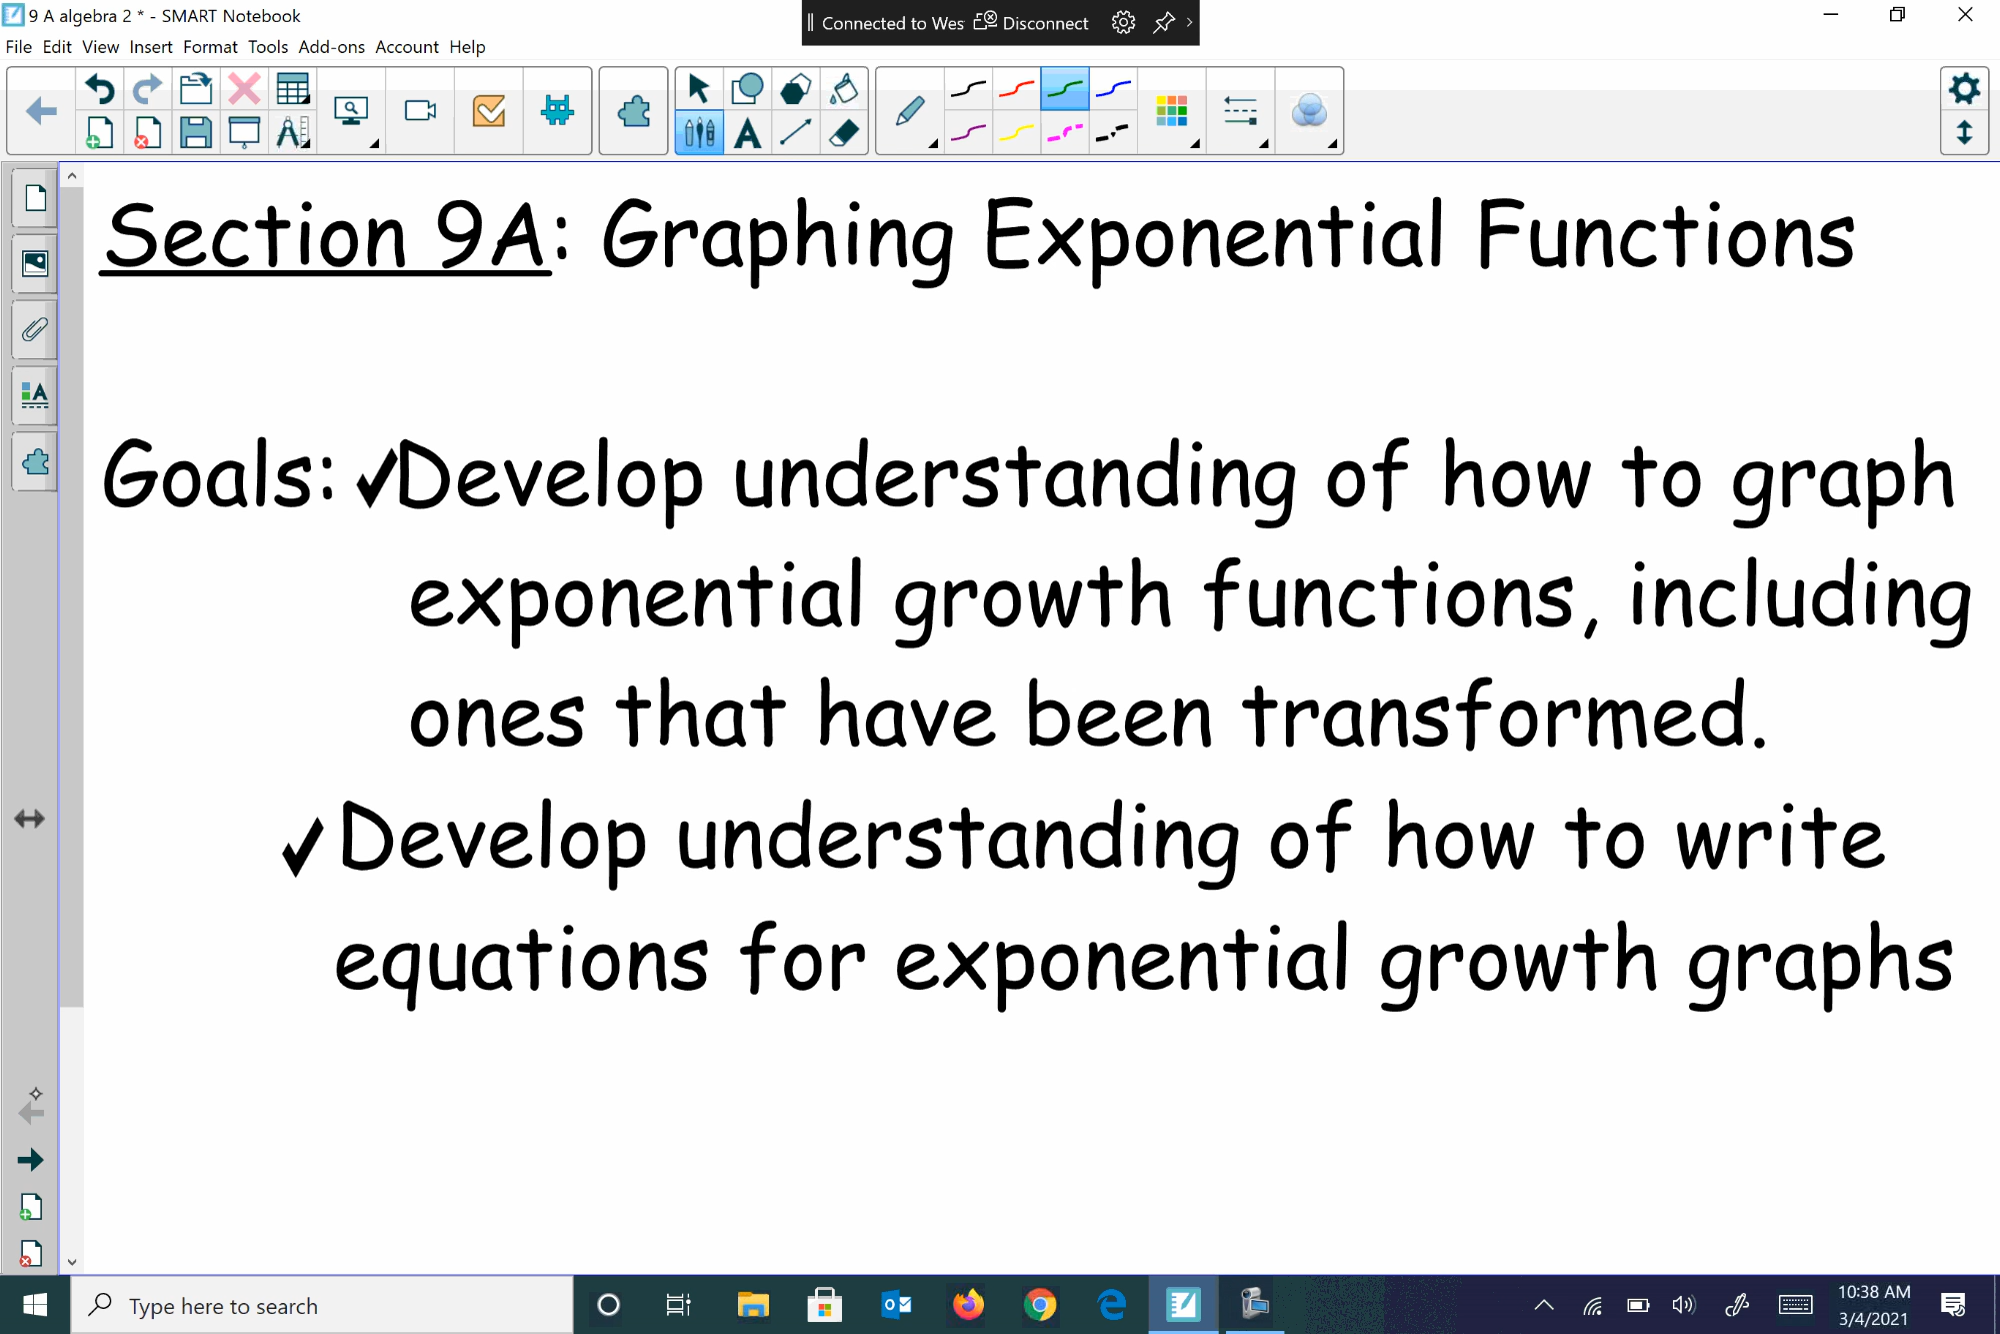 9 A algebra 2 * - SMART Notebook
Connected to Wes Disconnect
File Edit View Insert Format Tools Add-ons Account Help
Section 9A: Graphing Exponential Functions
Goals: ✓Develop understanding of how to graph
exponential growth functions, including
ones that have been transformed.
✓Develop understanding of how to write
equations for exponential growth graphs
Type here to search
10:38 AM
3/4/2021